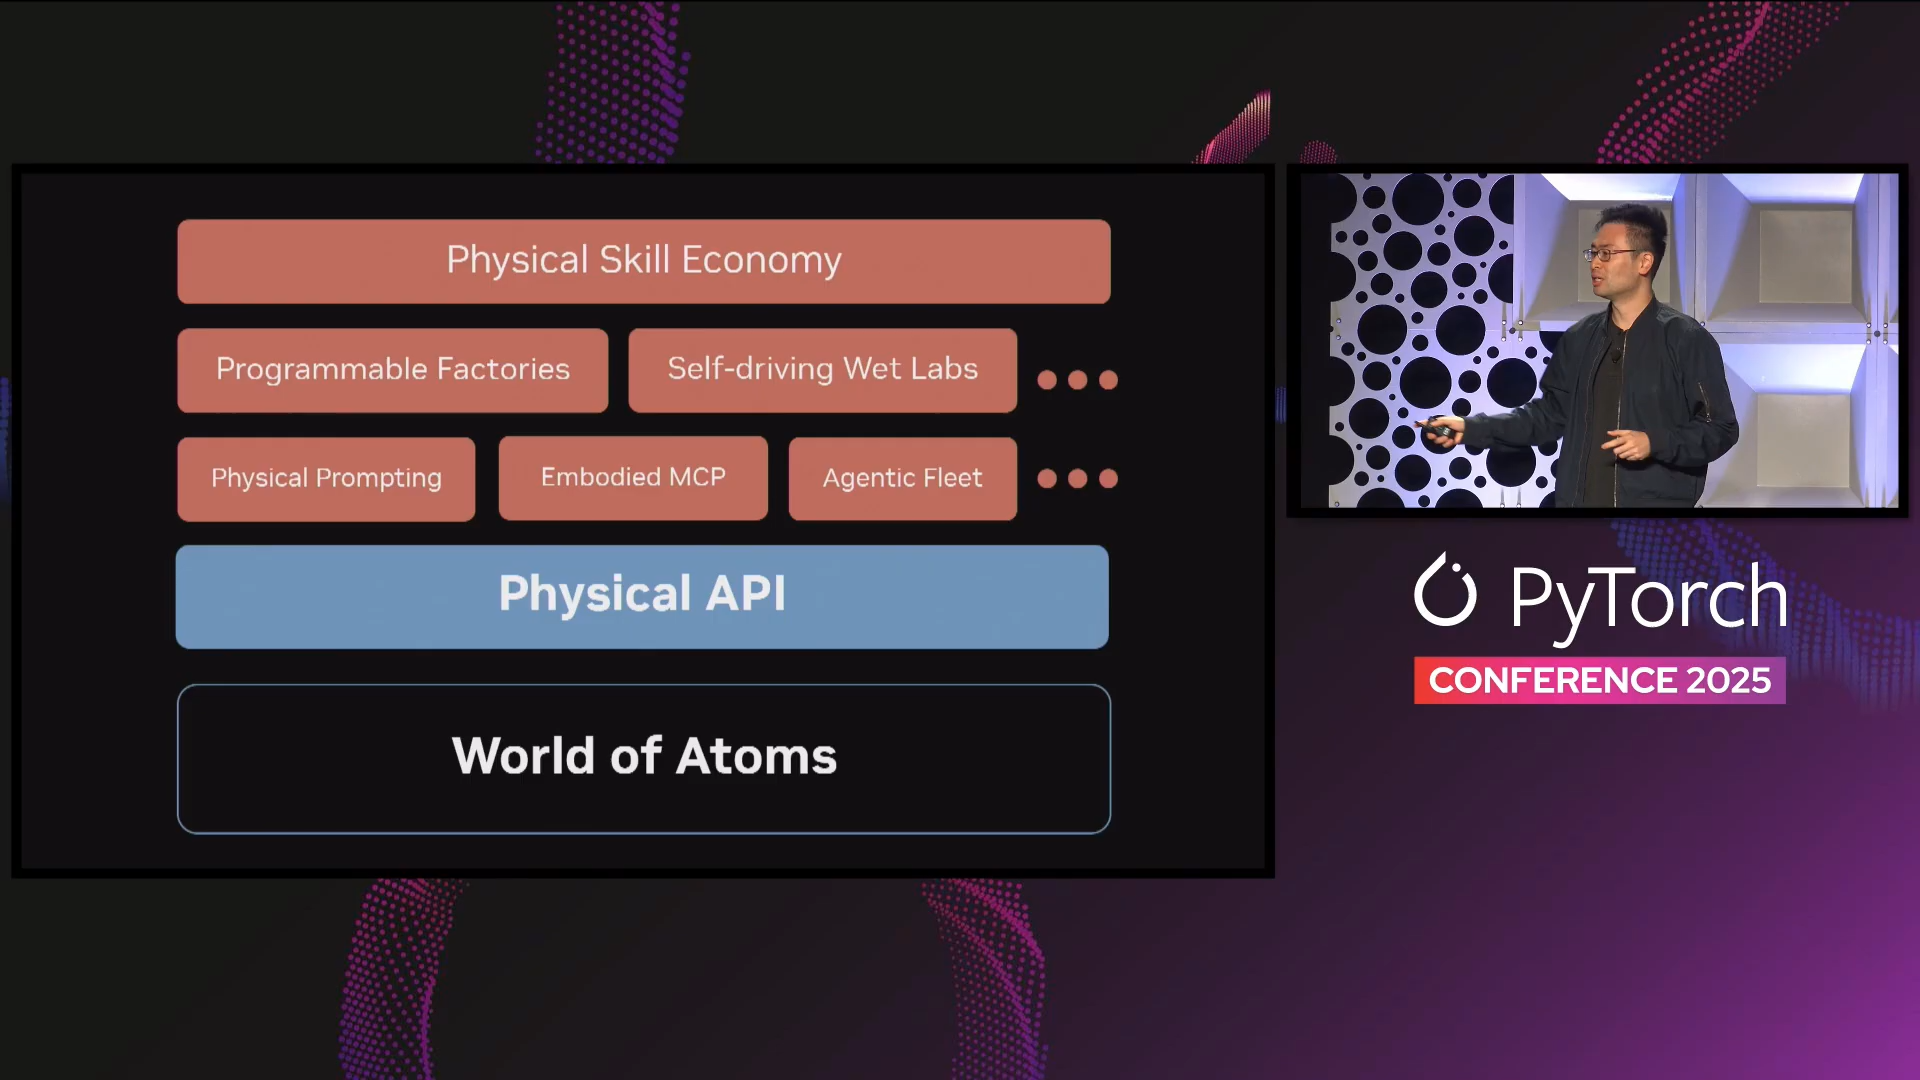 Physical Skill Economy
Programmable Factories
Self-driving Wet Labs
Physical Prompting
Embodied MCP
Agentic Fleet
Physical API
World of Atoms
PyTorch
CONFERENCE 2025